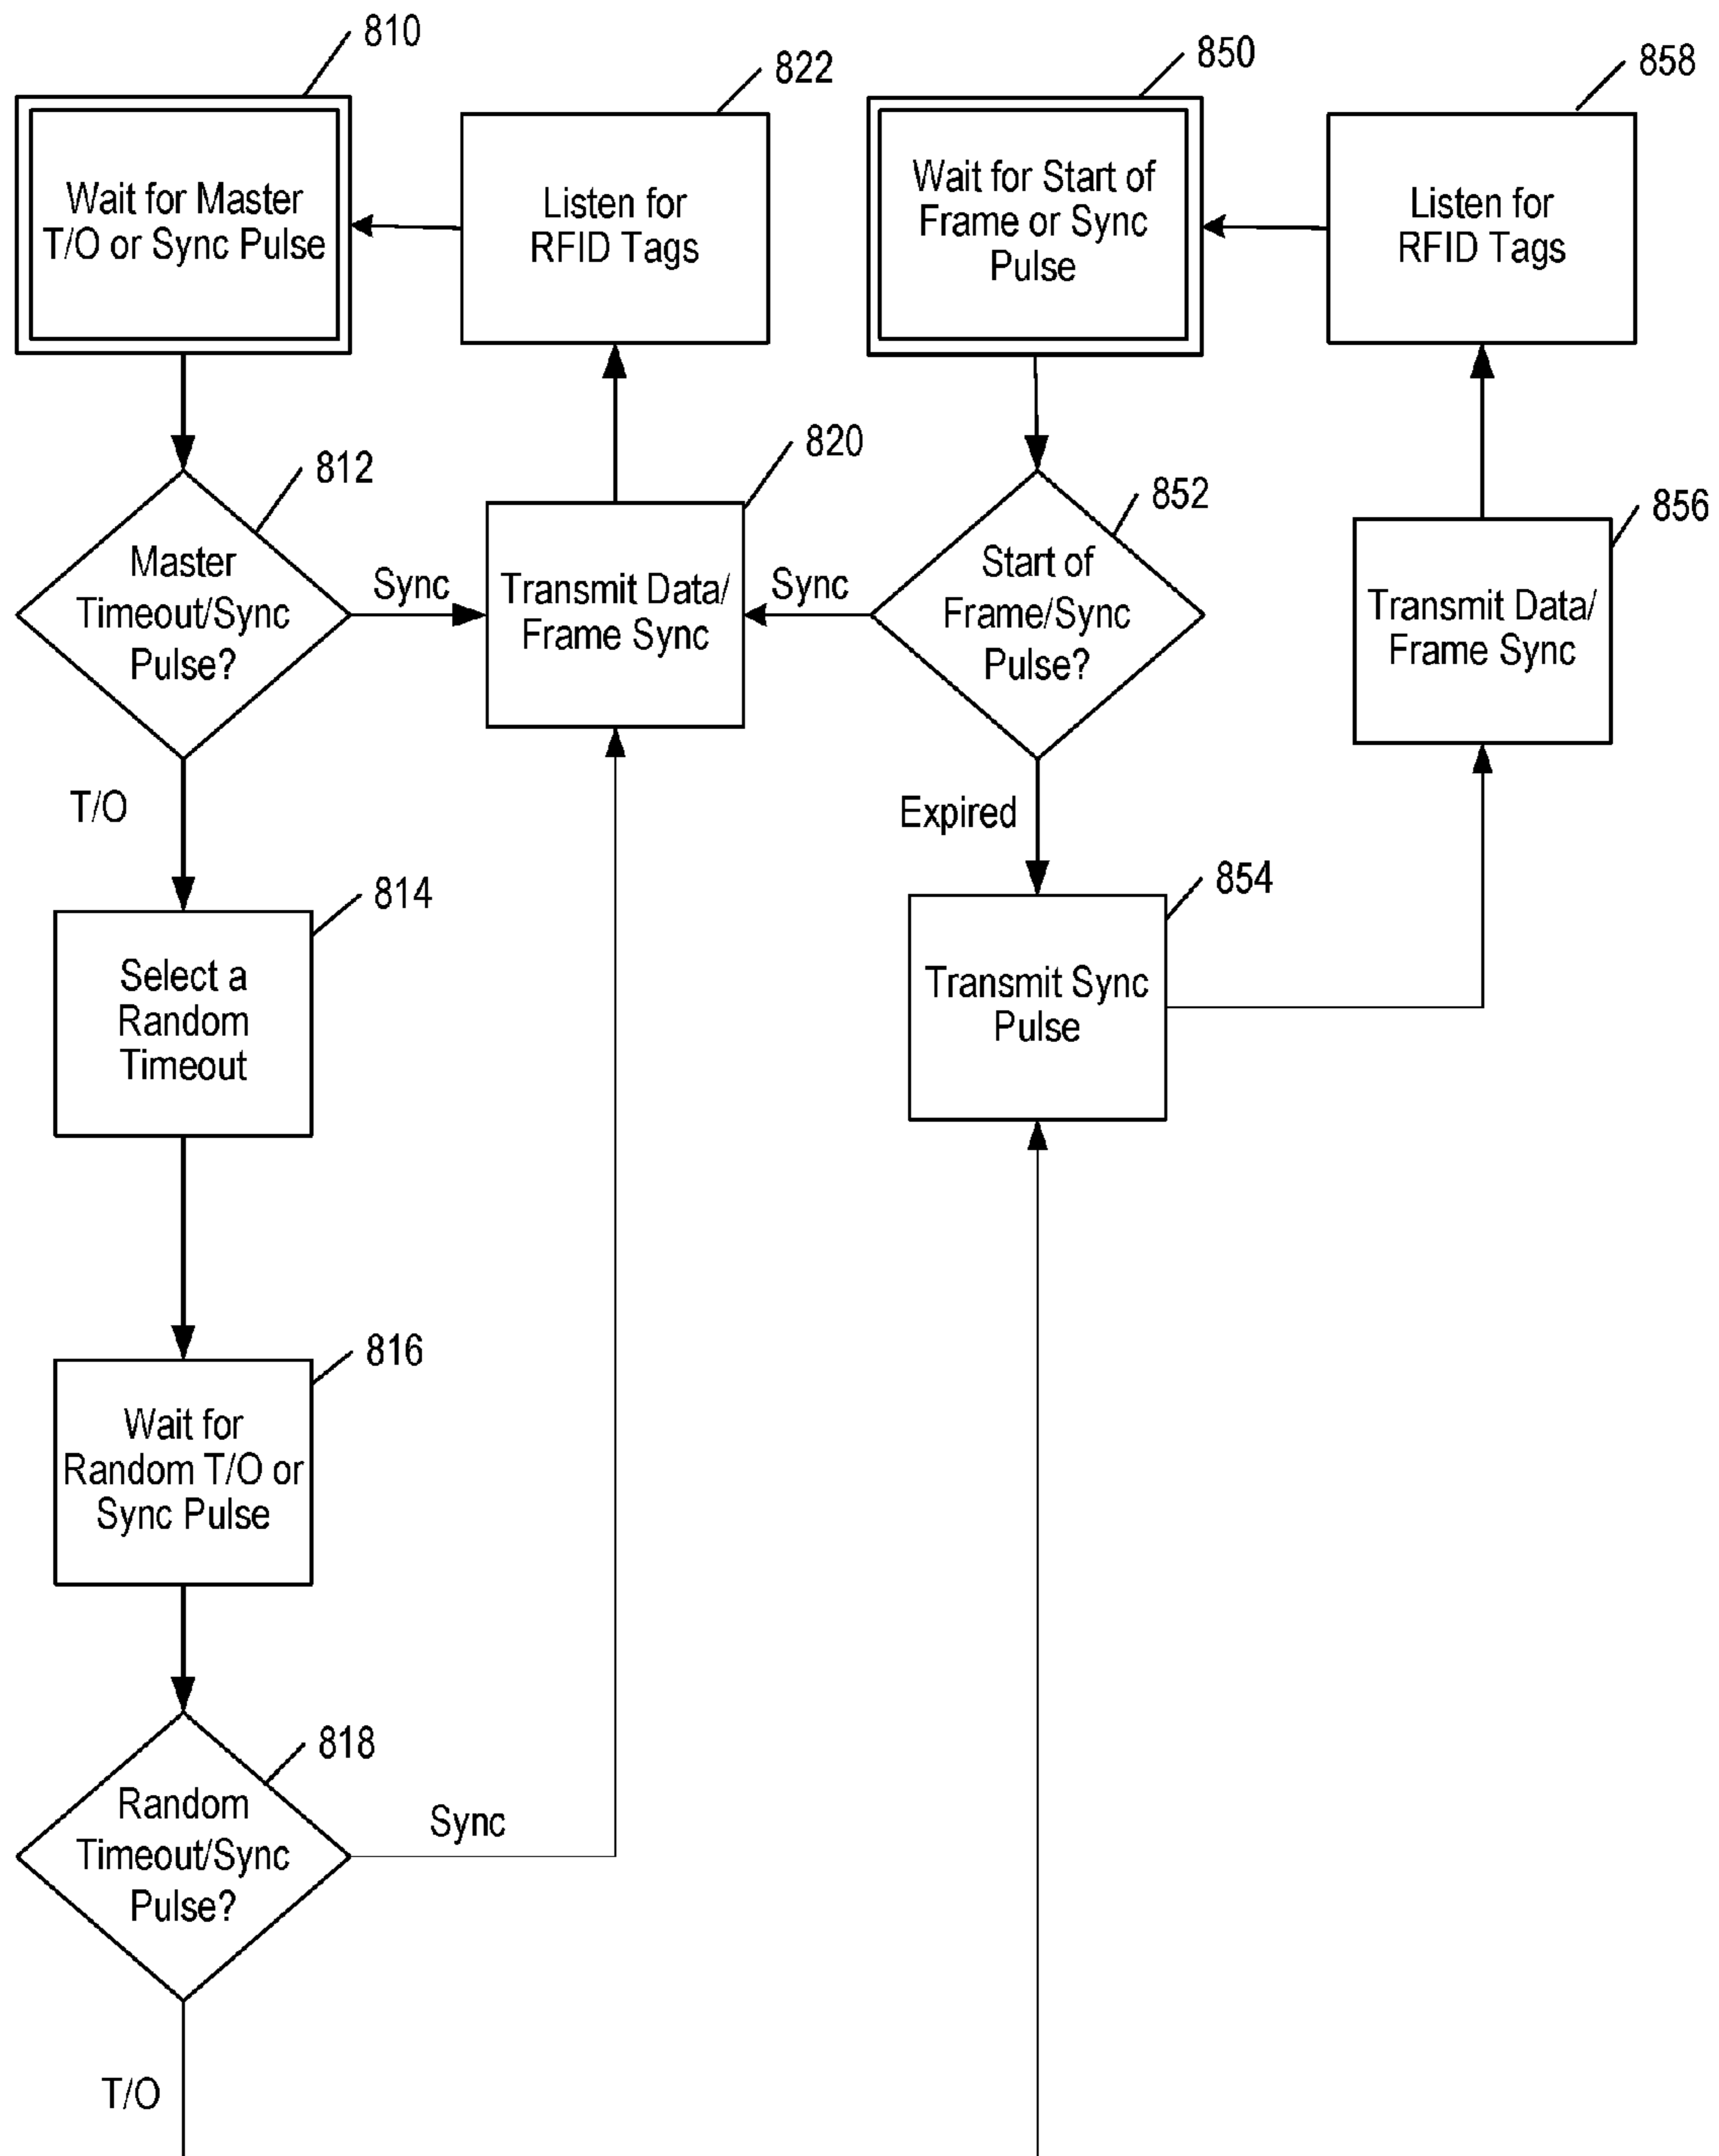 810
822
850
858
Wait for Master
T/O or Sync Pulse
Listen for
RFID Tags
Wait for Start of
Frame or Sync
Pulse
Listen for
RFID Tags
812
820
852
856
Master
Timeout/Sync
Pulse?
Sync
Transmit Data/
Frame Sync
Sync
Start of
Frame/Sync
Pulse?
Transmit Data/
Frame Sync
T/O
Expired
814
854
Select a
Random
Timeout
Transmit Sync
Pulse
816
Wait for
Random T/O or
Sync Pulse
818
Random
Timeout/Sync
Pulse?
Sync
T/O